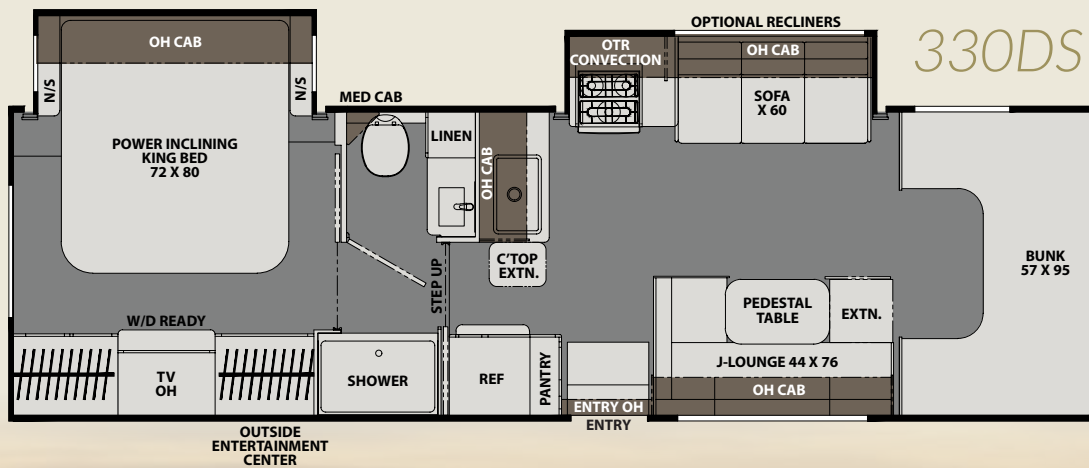 OPTIONAL RECLINERS
330DS
OH CAB
OTR
CONVECTION
OH CAB
N/S
N/S
MED CAB
SOFA
X 60
LINEN
POWER INCLINING
KING BED
72 X 80
OH CAB
C'TOP
EXTN.
BUNK
57 X 95
STEP UP
PEDESTAL
TABLE
EXTN.
W/D READY
J-LOUNGE 44 X 76
TV
OH
SHOWER
REF
PANTRY
OH CAB
ENTRY OH
ENTRY
OUTSIDE
ENTERTAINMENT
CENTER